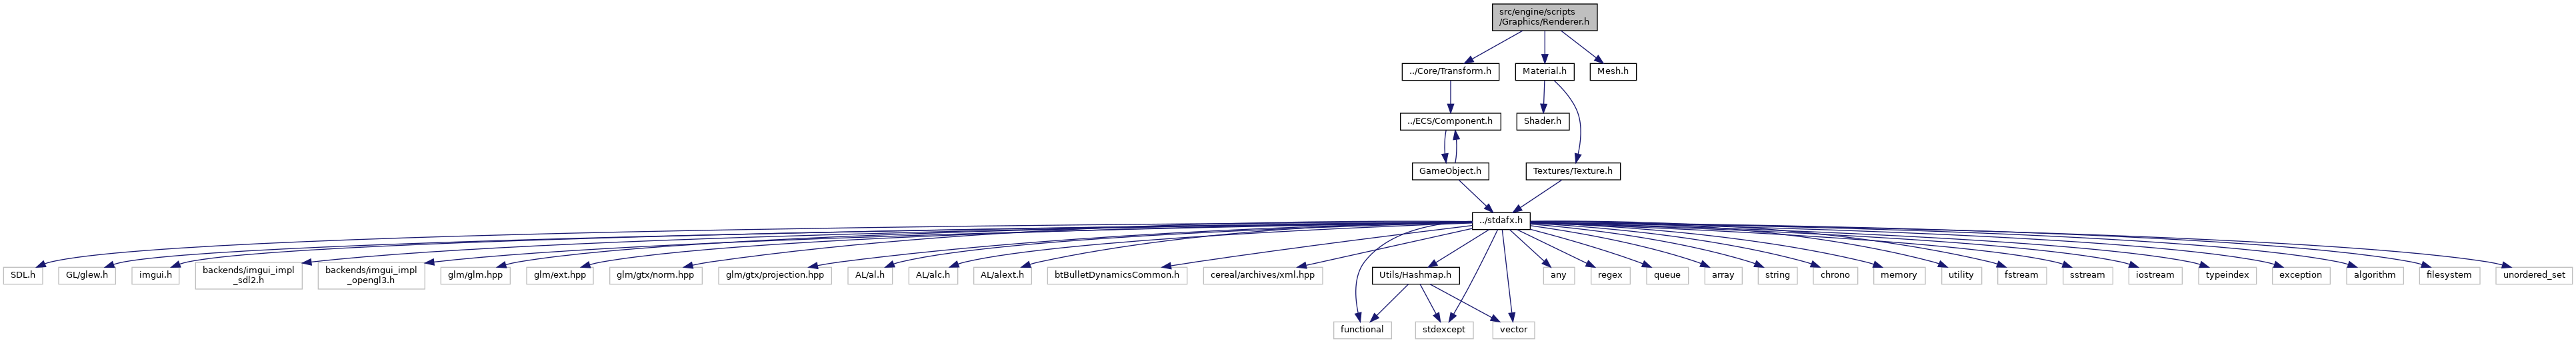 src/engine/scripts
/Graphics/Renderer.h
../Core/Transform.h
Material.h
Mesh.h
../ECS/Component.h
Shader.h
GameObject.h
Textures/Texture.h
../stdafx.h
SDL.h
GL/glew.h
imgui.h
backends/imgui_impl
_sdl2.h
backends/imgui_impl
_opengl3.h
glm/glm.hpp
glm/ext.hpp
glm/gtx/norm.hpp
glm/gtx/projection.hpp
AL/al.h
AL/alc.h
AL/alext.h
btBulletDynamicsCommon.h
cereal/archives/xml.hpp
Utils/Hashmap.h
any
regex
queue
array
string
chrono
memory
utility
fstream
sstream
iostream
typeindex
exception
algorithm
filesystem
unordered_set
functional
stdexcept
vector